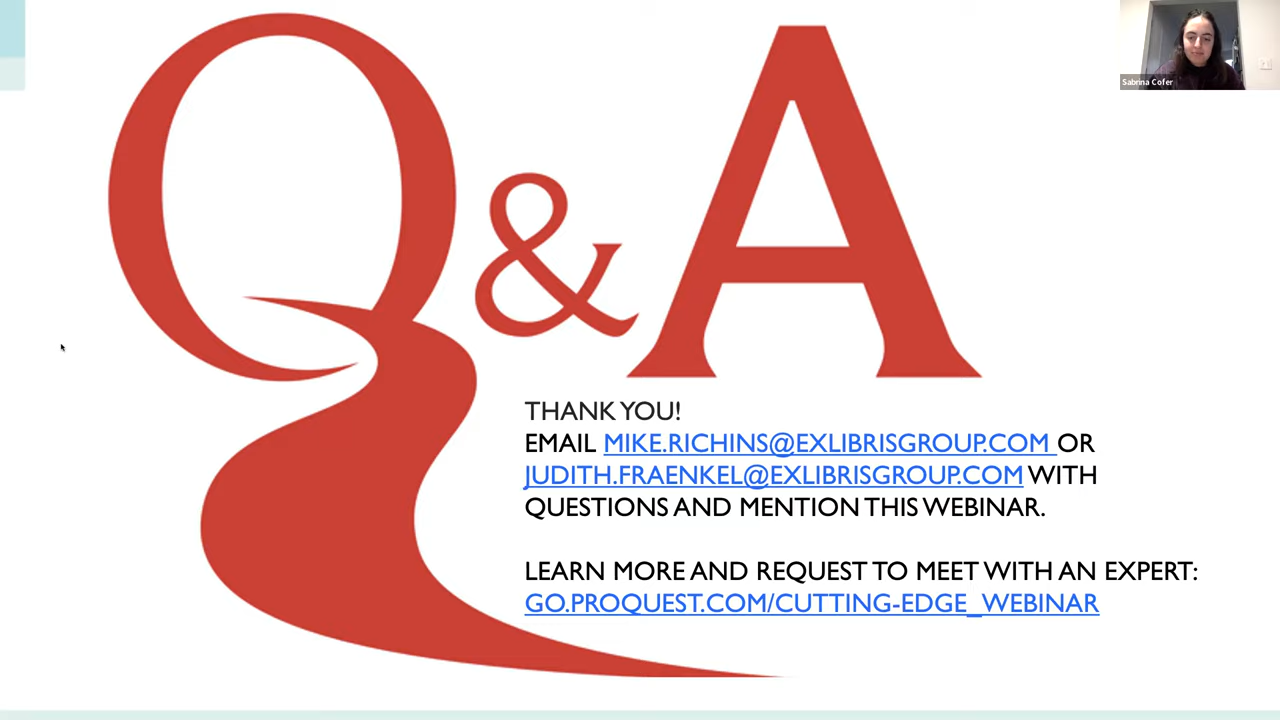 Q & A
Sabrina Cofer
THANK YOU!
EMAIL MIKE.RICHINS@EXLIBRISGROUP.COM OR
JUDITH.FRAENKEL@EXLIBRISGROUP.COM WITH
QUESTIONS AND MENTION THIS WEBINAR.
LEARN MORE AND REQUEST TO MEET WITH AN EXPERT:
GO.PROQUEST.COM/CUTTING-EDGE_WEBINAR